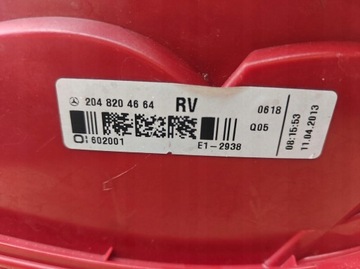 204 820 46 64 RV 0618
Q05
O: 602001 E1-2938
08:15:53
11.04.2013